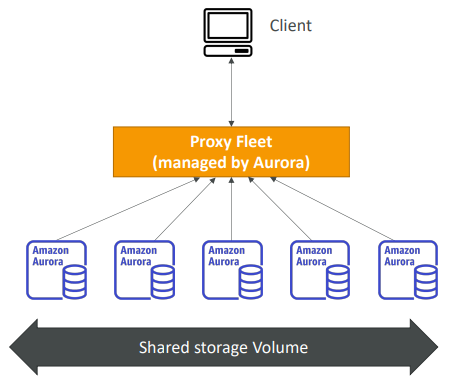 Client
Proxy Fleet
(managed by Aurora)
Amazon
Aurora
Amazon
Aurora
Amazon
Aurora
Amazon
Aurora
Amazon
Aurora
Shared storage Volume